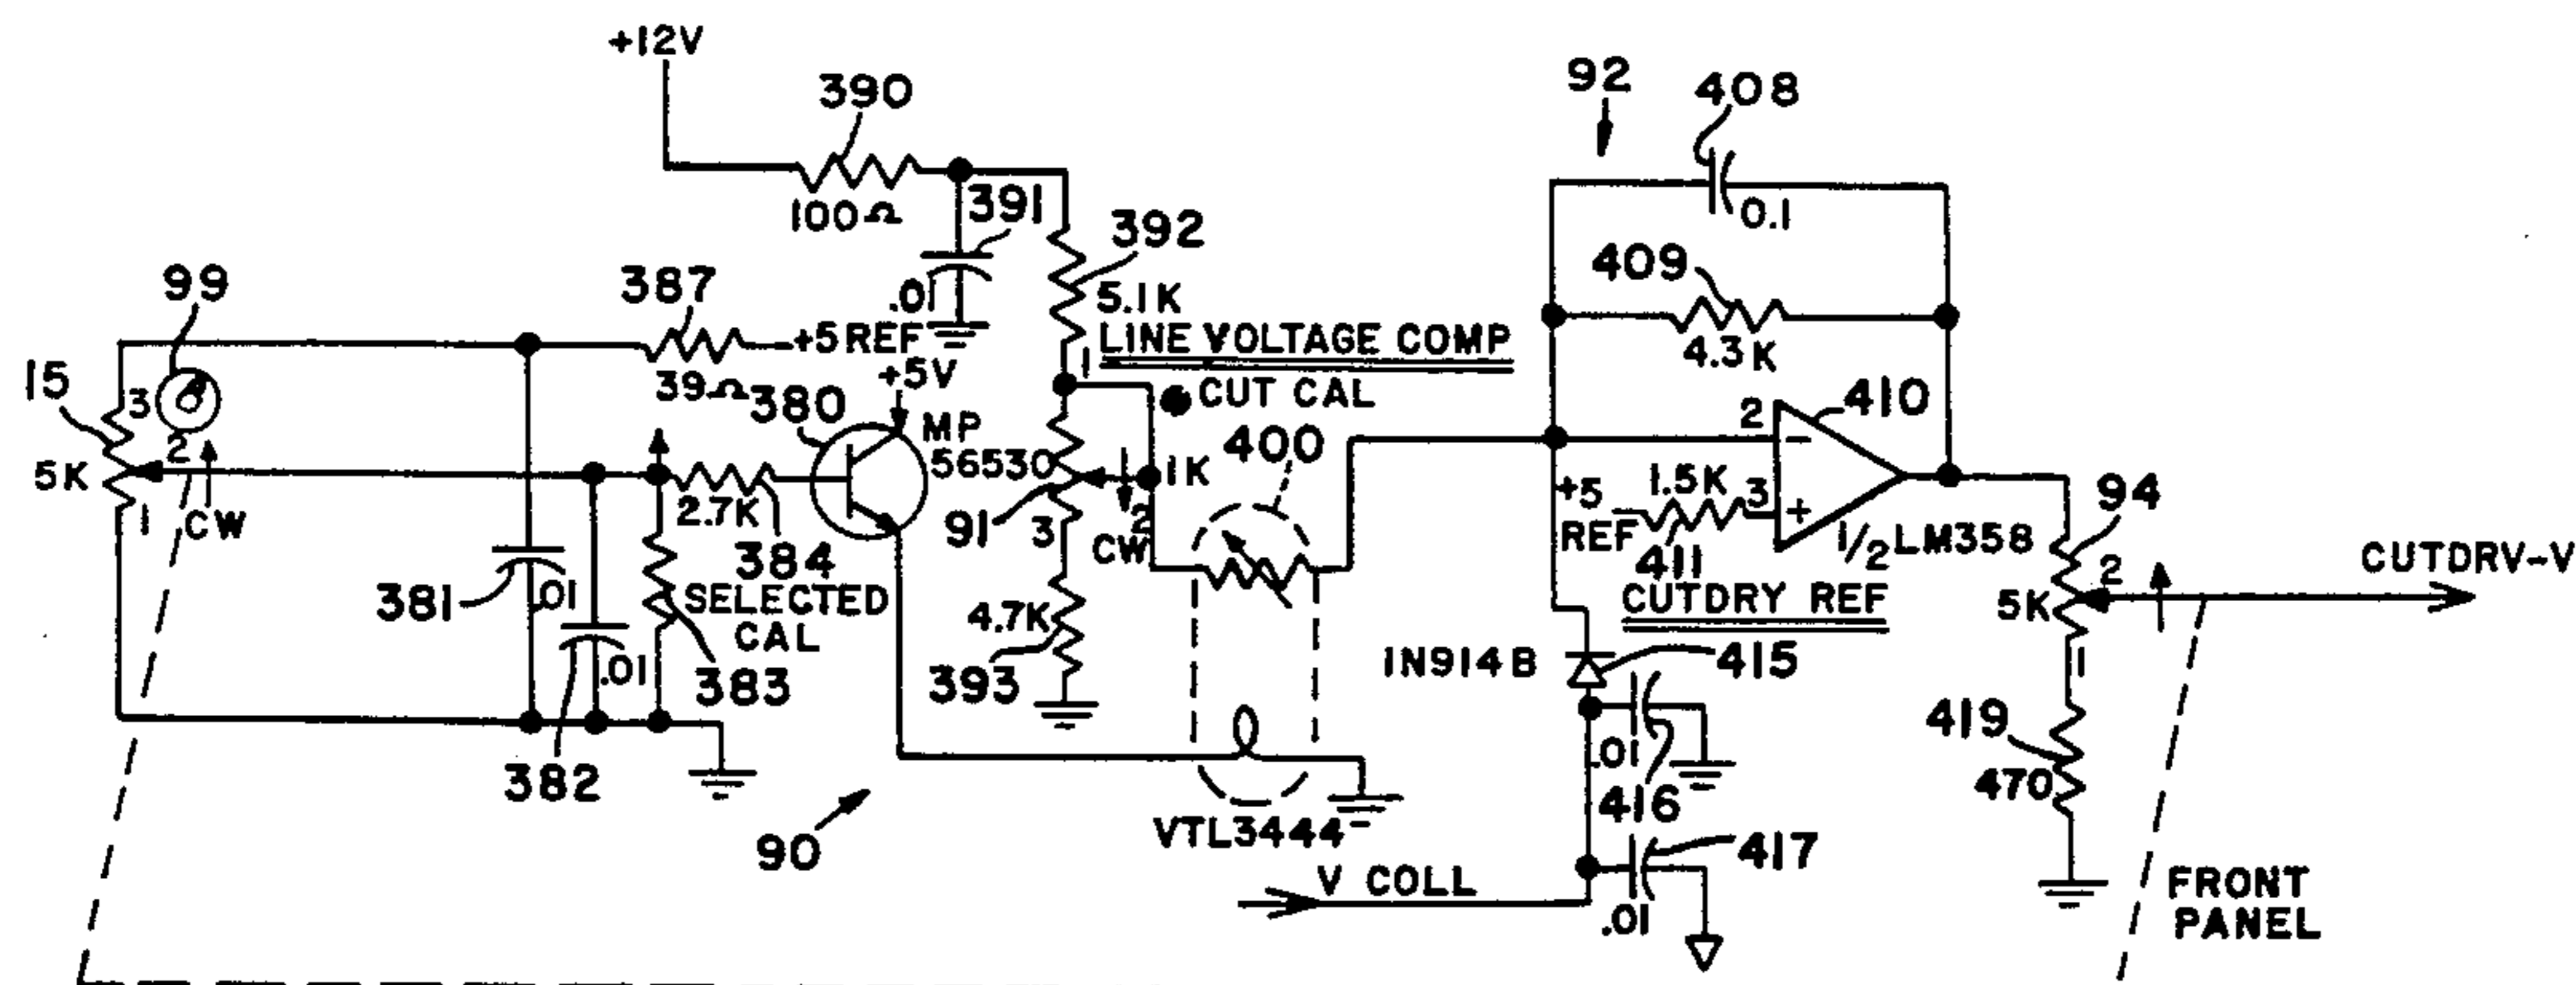 +12V
390
100Ω
391
.01
392
5.1K
92
408
0.1
409
4.3K
99
387
+5 REF
39Ω
LINE VOLTAGE COMP
1
CUT CAL
15
3
2
5K
1
CW
380
+5V
MP
56530
2.7K
384
SELECTED
CAL
383
381
.01
382
.01
91
3
1K
2
CW
400
4.7K
393
VTL3444
90
2
410
+5
REF
1.5K
3
411
-
+
1/2 LM358
CUTDRY REF
94
2
5K
1
CUTDRV-V
1N914B
415
.01
416
417
.01
V COLL
419
470
FRONT
PANEL